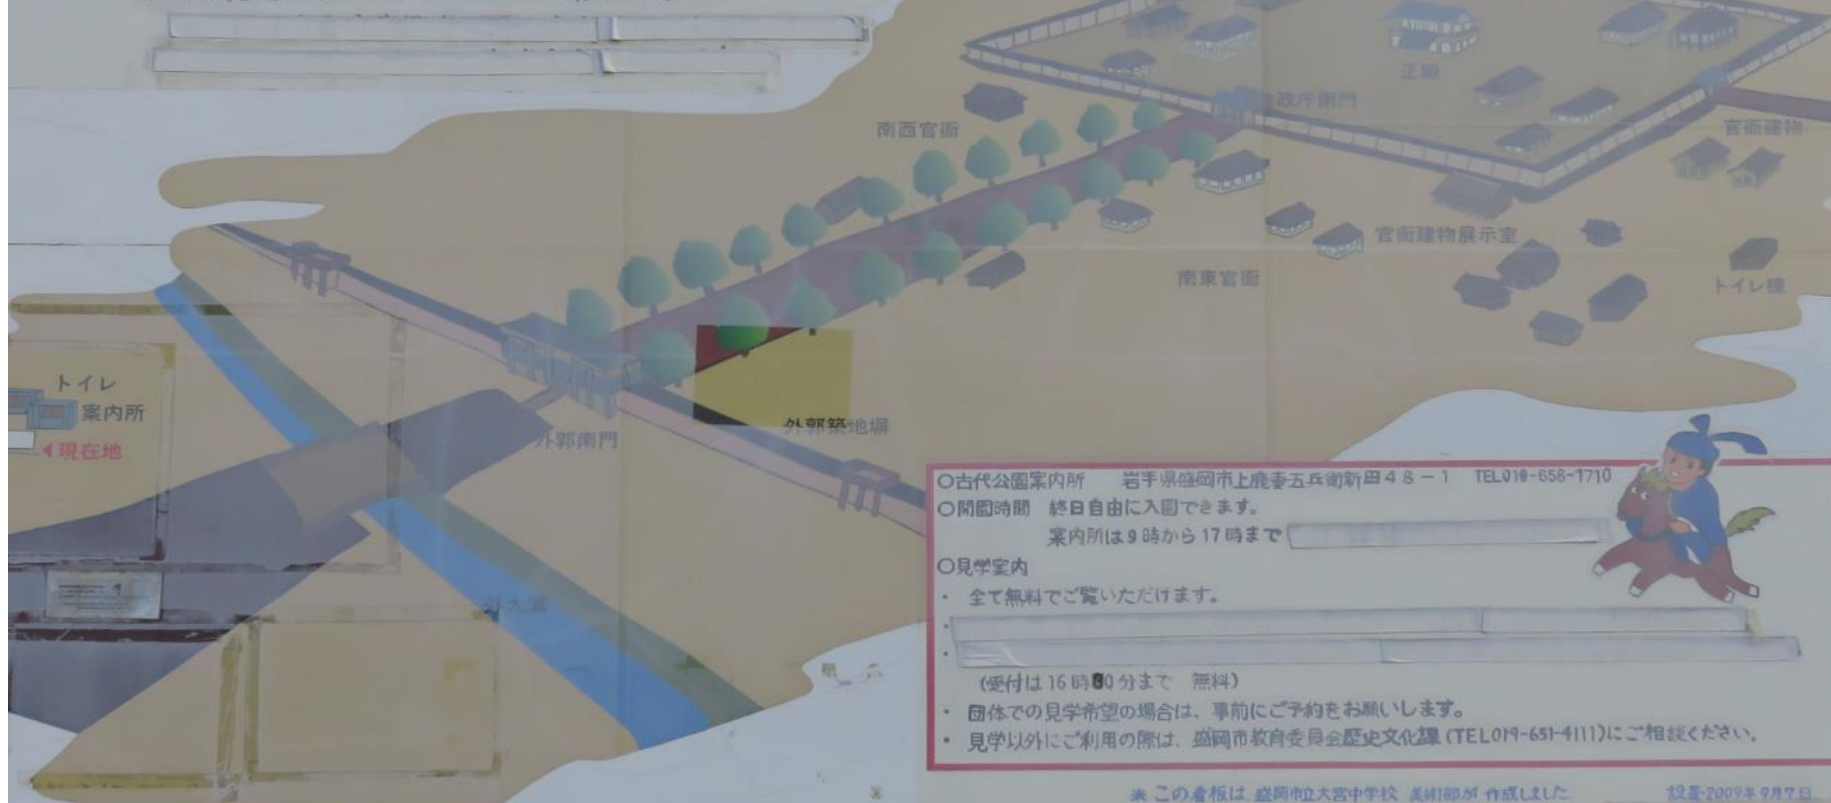 正殿
政庁南門
南西官衙
官衙建物
官衙建物展示室
南東官衙
トイレ棟
トイレ
案内所
現在地
外郭南門
外郭築地塀
外大溝
○古代公園案内所 岩手県盛岡市上鹿妻五兵衛新田48-1 TEL019-658-1710
○開園時間 終日自由に入園できます。
案内所は9時から17時まで
○見学案内
・ 全て無料でご覧いただけます。
(受付は16時00分まで 無料)
・ 団体での見学希望の場合は、事前にご予約をお願いします。
・ 見学以外にご利用の際は、盛岡市教育委員会歴史文化課(TEL019-651-4111)にご相談ください。
※この看板は 盛岡市立大宮中学校 美術部が作成しました 設置・2009年9月7日